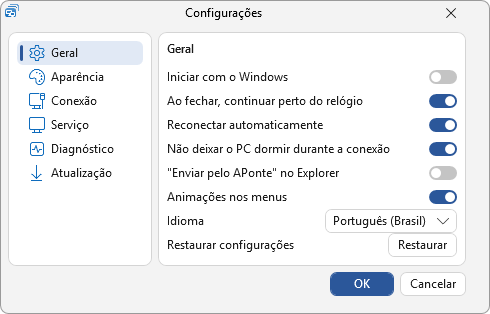 Configurações
Geral
Aparência
Conexão
Serviço
Diagnóstico
Atualização
Geral
Iniciar com o Windows
Ao fechar, continuar perto do relógio
Reconectar automaticamente
Não deixar o PC dormir durante a conexão
"Enviar pelo APonte" no Explorer
Animações nos menus
Idioma
Português (Brasil)
Restaurar configurações
Restaurar
OK
Cancelar